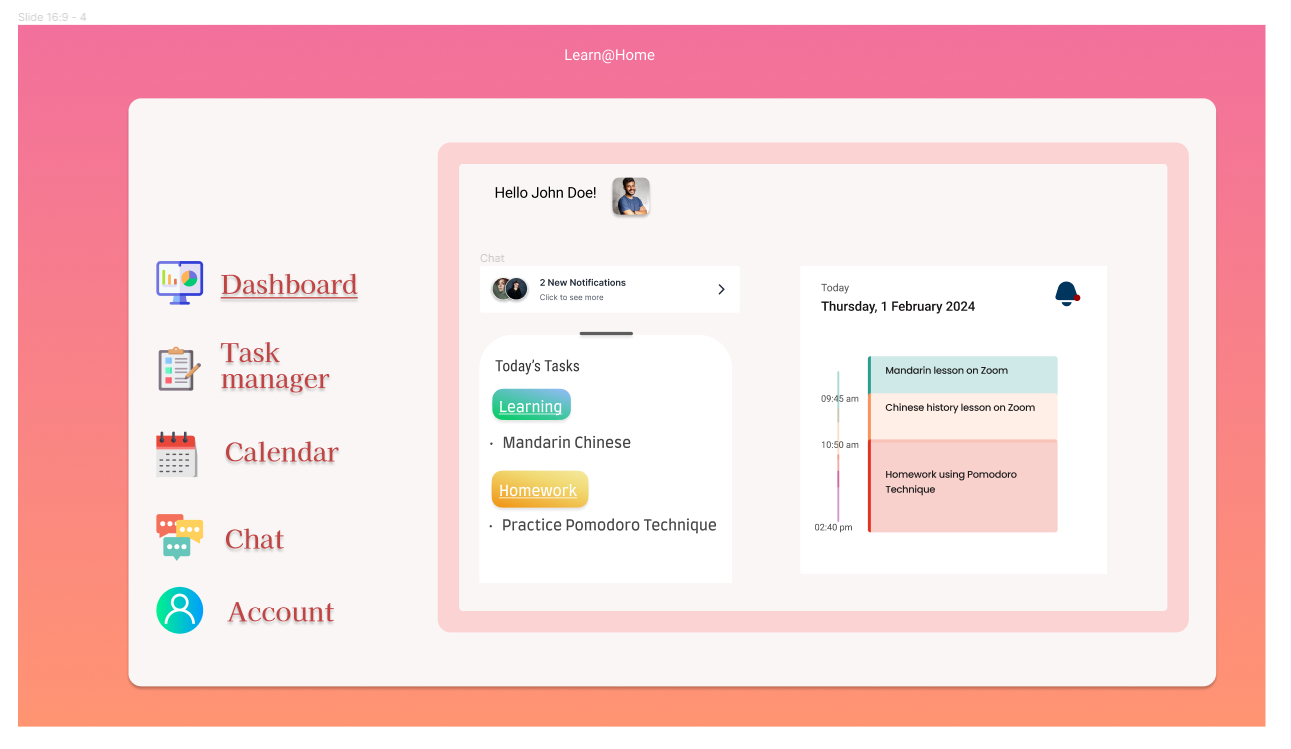 Slide 16:9 - 4
Learn@Home
Dashboard
Task
manager
Calendar
Chat
Account
Hello John Doe!
Chat
2 New Notifications
Click to see more
Today's Tasks
Learning
· Mandarin Chinese
Homework
· Practice Pomodoro Technique
Today
Thursday, 1 February 2024
Mandarin lesson on Zoom
09:45 am
Chinese history lesson on Zoom
10:50 am
Homework using Pomodoro
Technique
02:40 pm